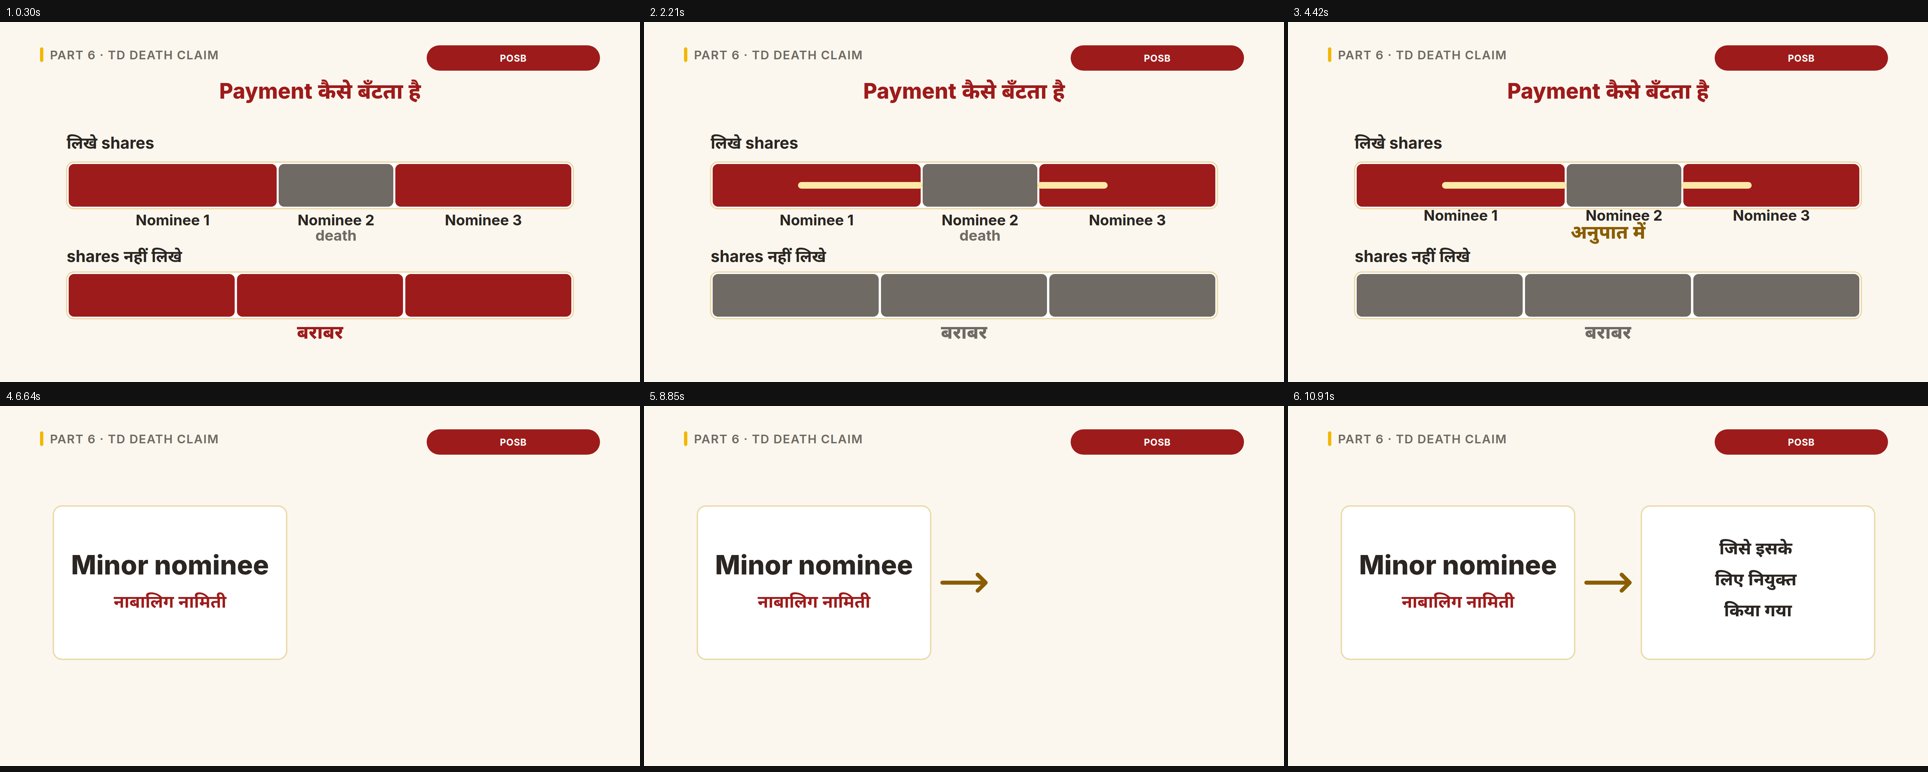 1. 0.30s
PART 6 · TD DEATH CLAIM
POSB
Payment कैसे बँटता है
लिखे shares
Nominee 1 Nominee 2 Nominee 3
death
shares नहीं लिखे
बराबर
2. 2.21s
PART 6 · TD DEATH CLAIM
POSB
Payment कैसे बँटता है
लिखे shares
Nominee 1 Nominee 2 Nominee 3
death
shares नहीं लिखे
बराबर
3. 4.42s
PART 6 · TD DEATH CLAIM
POSB
Payment कैसे बँटता है
लिखे shares
Nominee 1 Nominee 2 Nominee 3
अनुपात में
shares नहीं लिखे
बराबर
4. 6.64s
PART 6 · TD DEATH CLAIM
POSB
Minor nominee
नाबालिग नामिती
5. 8.85s
PART 6 · TD DEATH CLAIM
POSB
Minor nominee
नाबालिग नामिती
6. 10.91s
PART 6 · TD DEATH CLAIM
POSB
Minor nominee
नाबालिग नामिती
जिसे इसके
लिए नियुक्त
किया गया